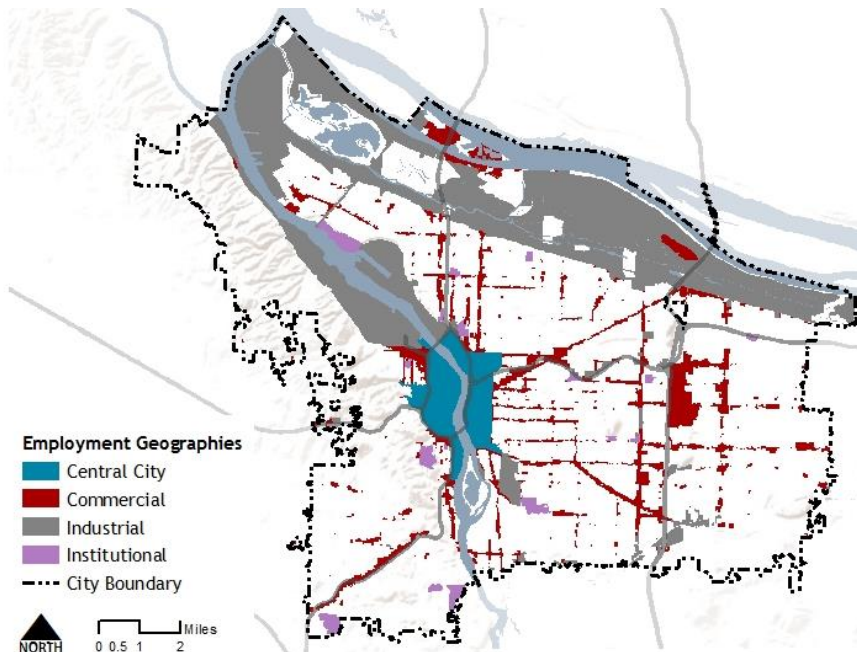 Employment Geographies
Central City
Commercial
Industrial
Institutional
City Boundary
NORTH
0 0.5 1 2 Miles